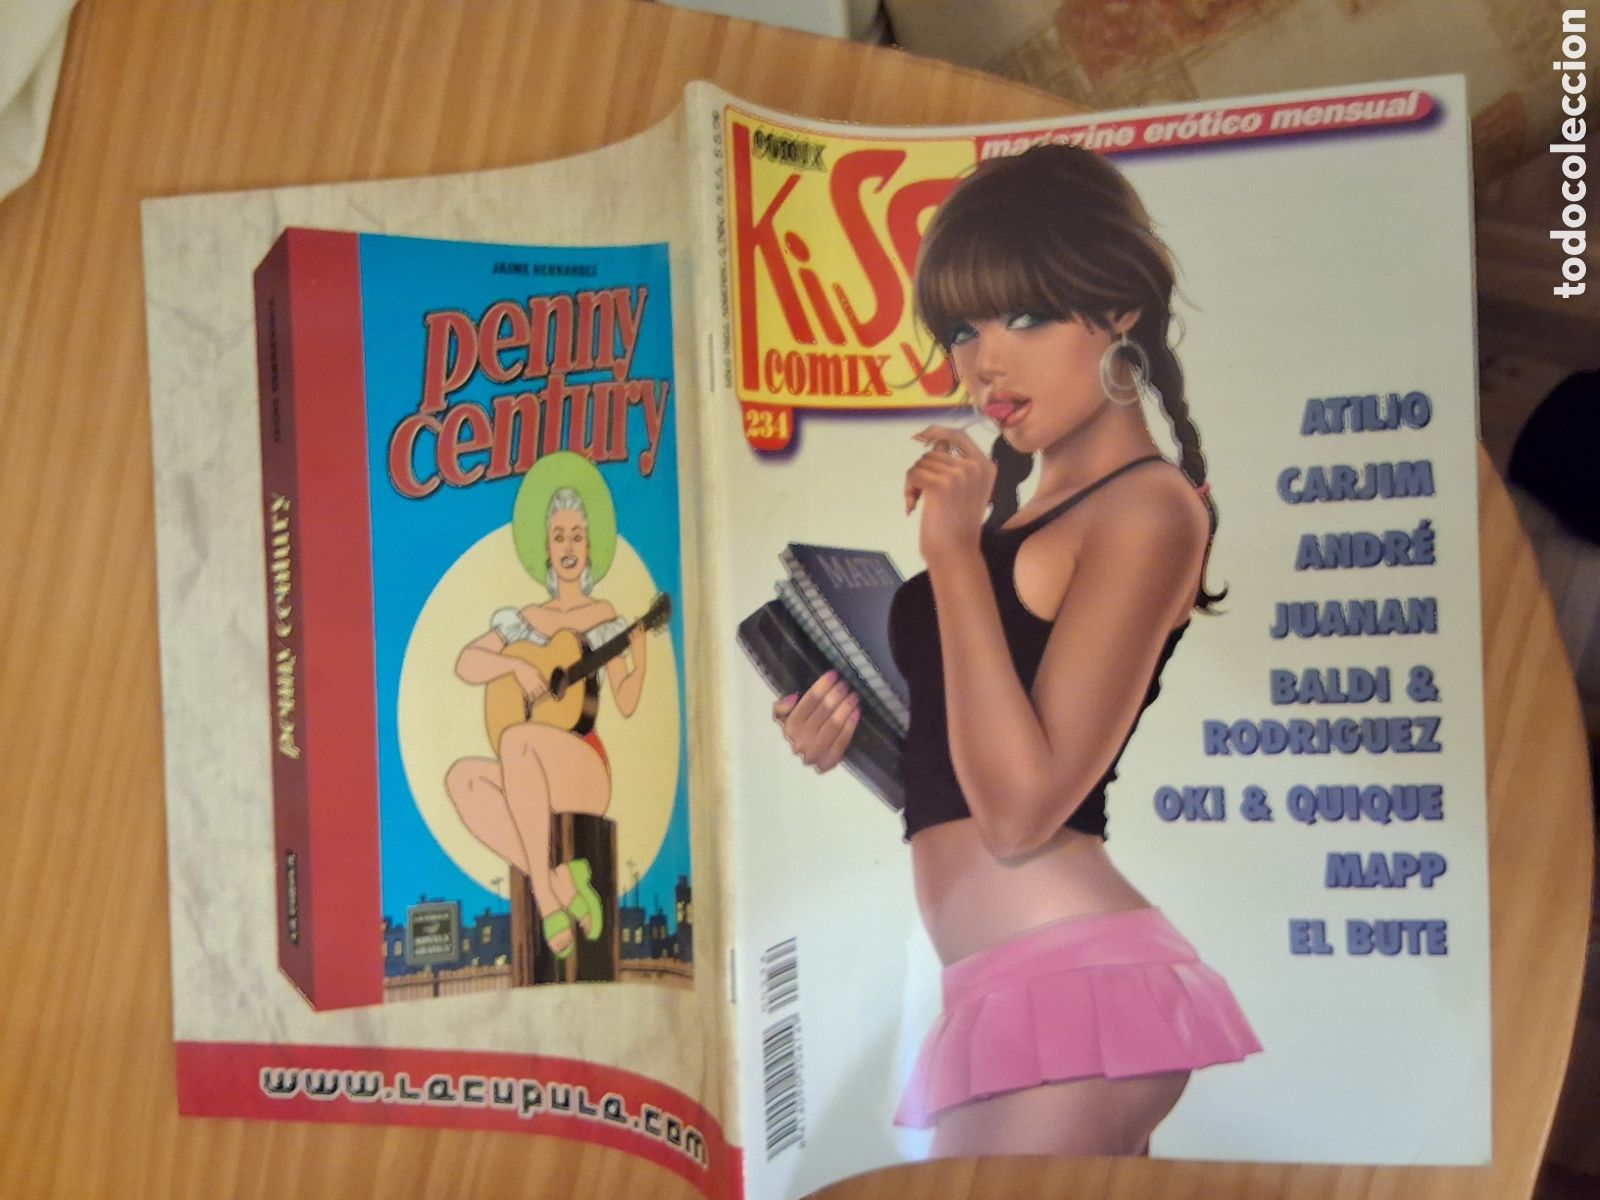 JAIME HERNANDEZ
penny
century
penny century
www.Lacupula.com
comix
Kiss
comix
234
magazine erótico mensual
MATH
ATILIO
CARJIM
ANDRÉ
JUANAN
BALDI &
RODRIGUEZ
OKI & QUIQUE
MAPP
EL BUTE
todocoleccion